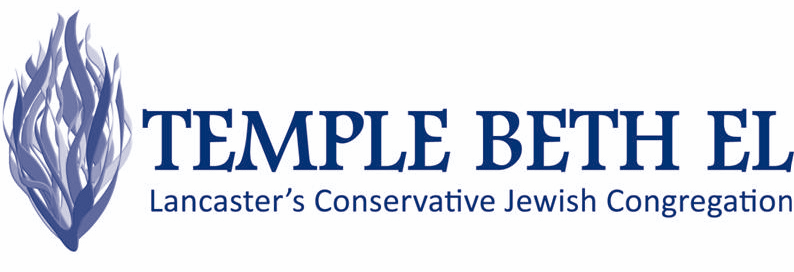 TEMPLE BETH EL
Lancaster's Conservative Jewish Congregation